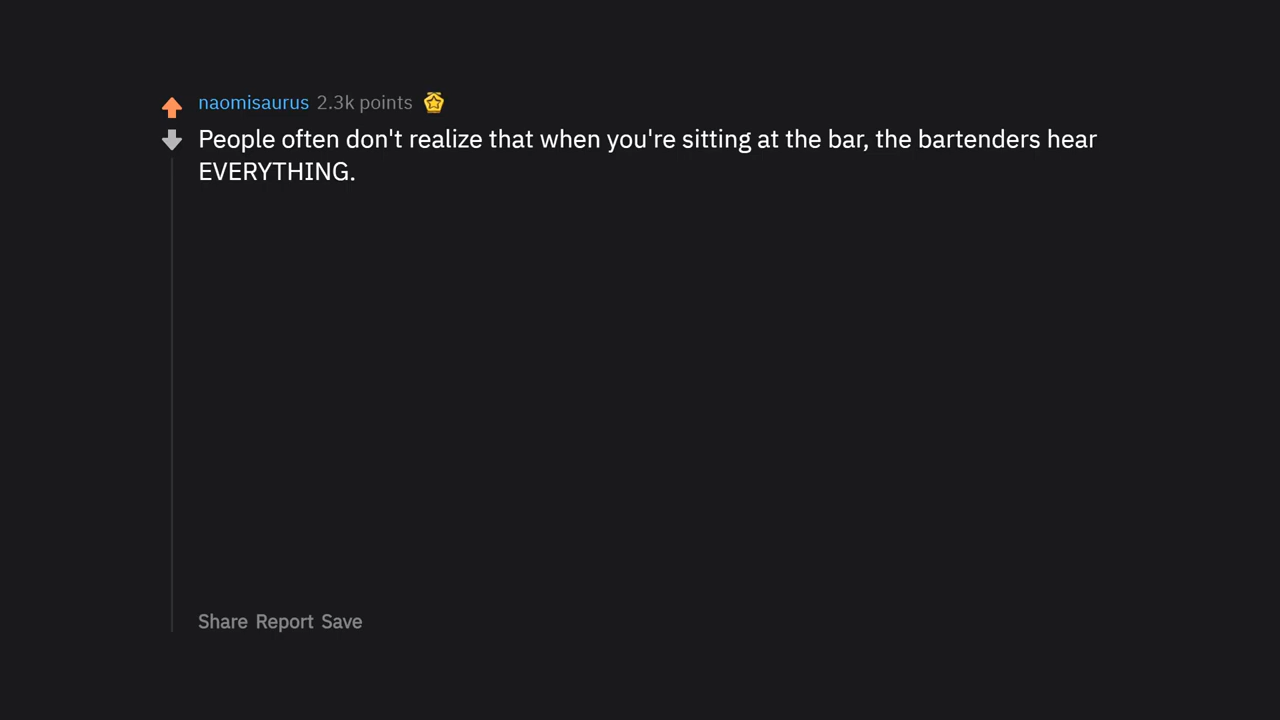 naomisaurus 2.3k points
People often don't realize that when you're sitting at the bar, the bartenders hear
EVERYTHING.
Share Report Save